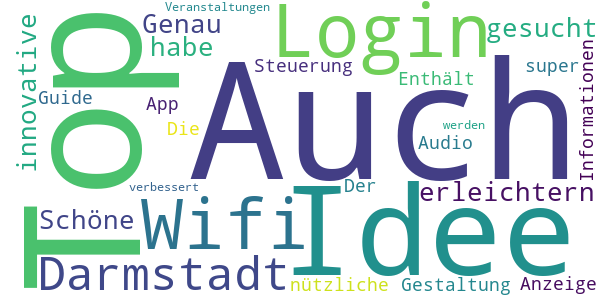 Veranstaltungen
Genau
Login
gesucht
habe
innovative
Top
Steuerung
super
Enthält
Guide
App
Auch
Informationen
Die
werden
Audio
verbessert
Der
erleichtern
Schöne
Wifi
Idee
Darmstadt
nützliche
Gestaltung
Anzeige